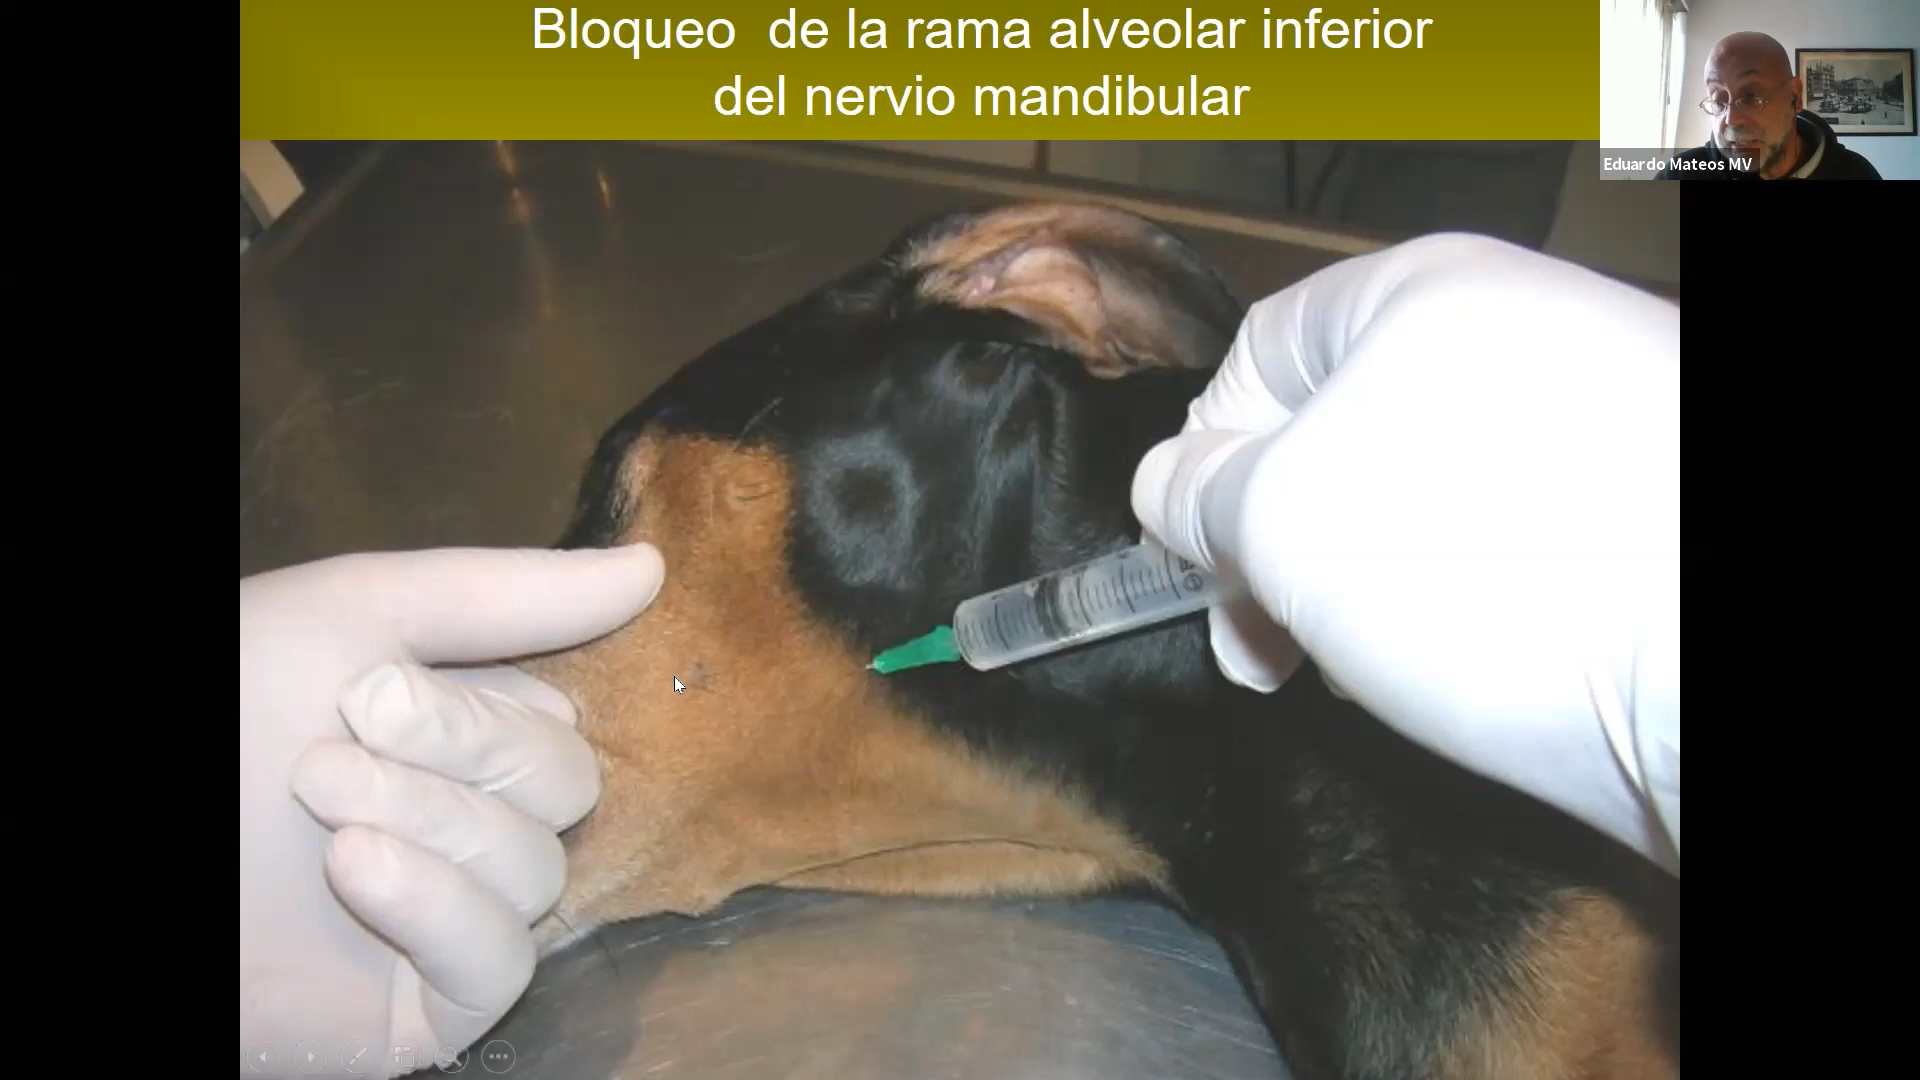 Bloqueo  de la rama alveolar inferior
del nervio mandibular
Eduardo Mateos MV